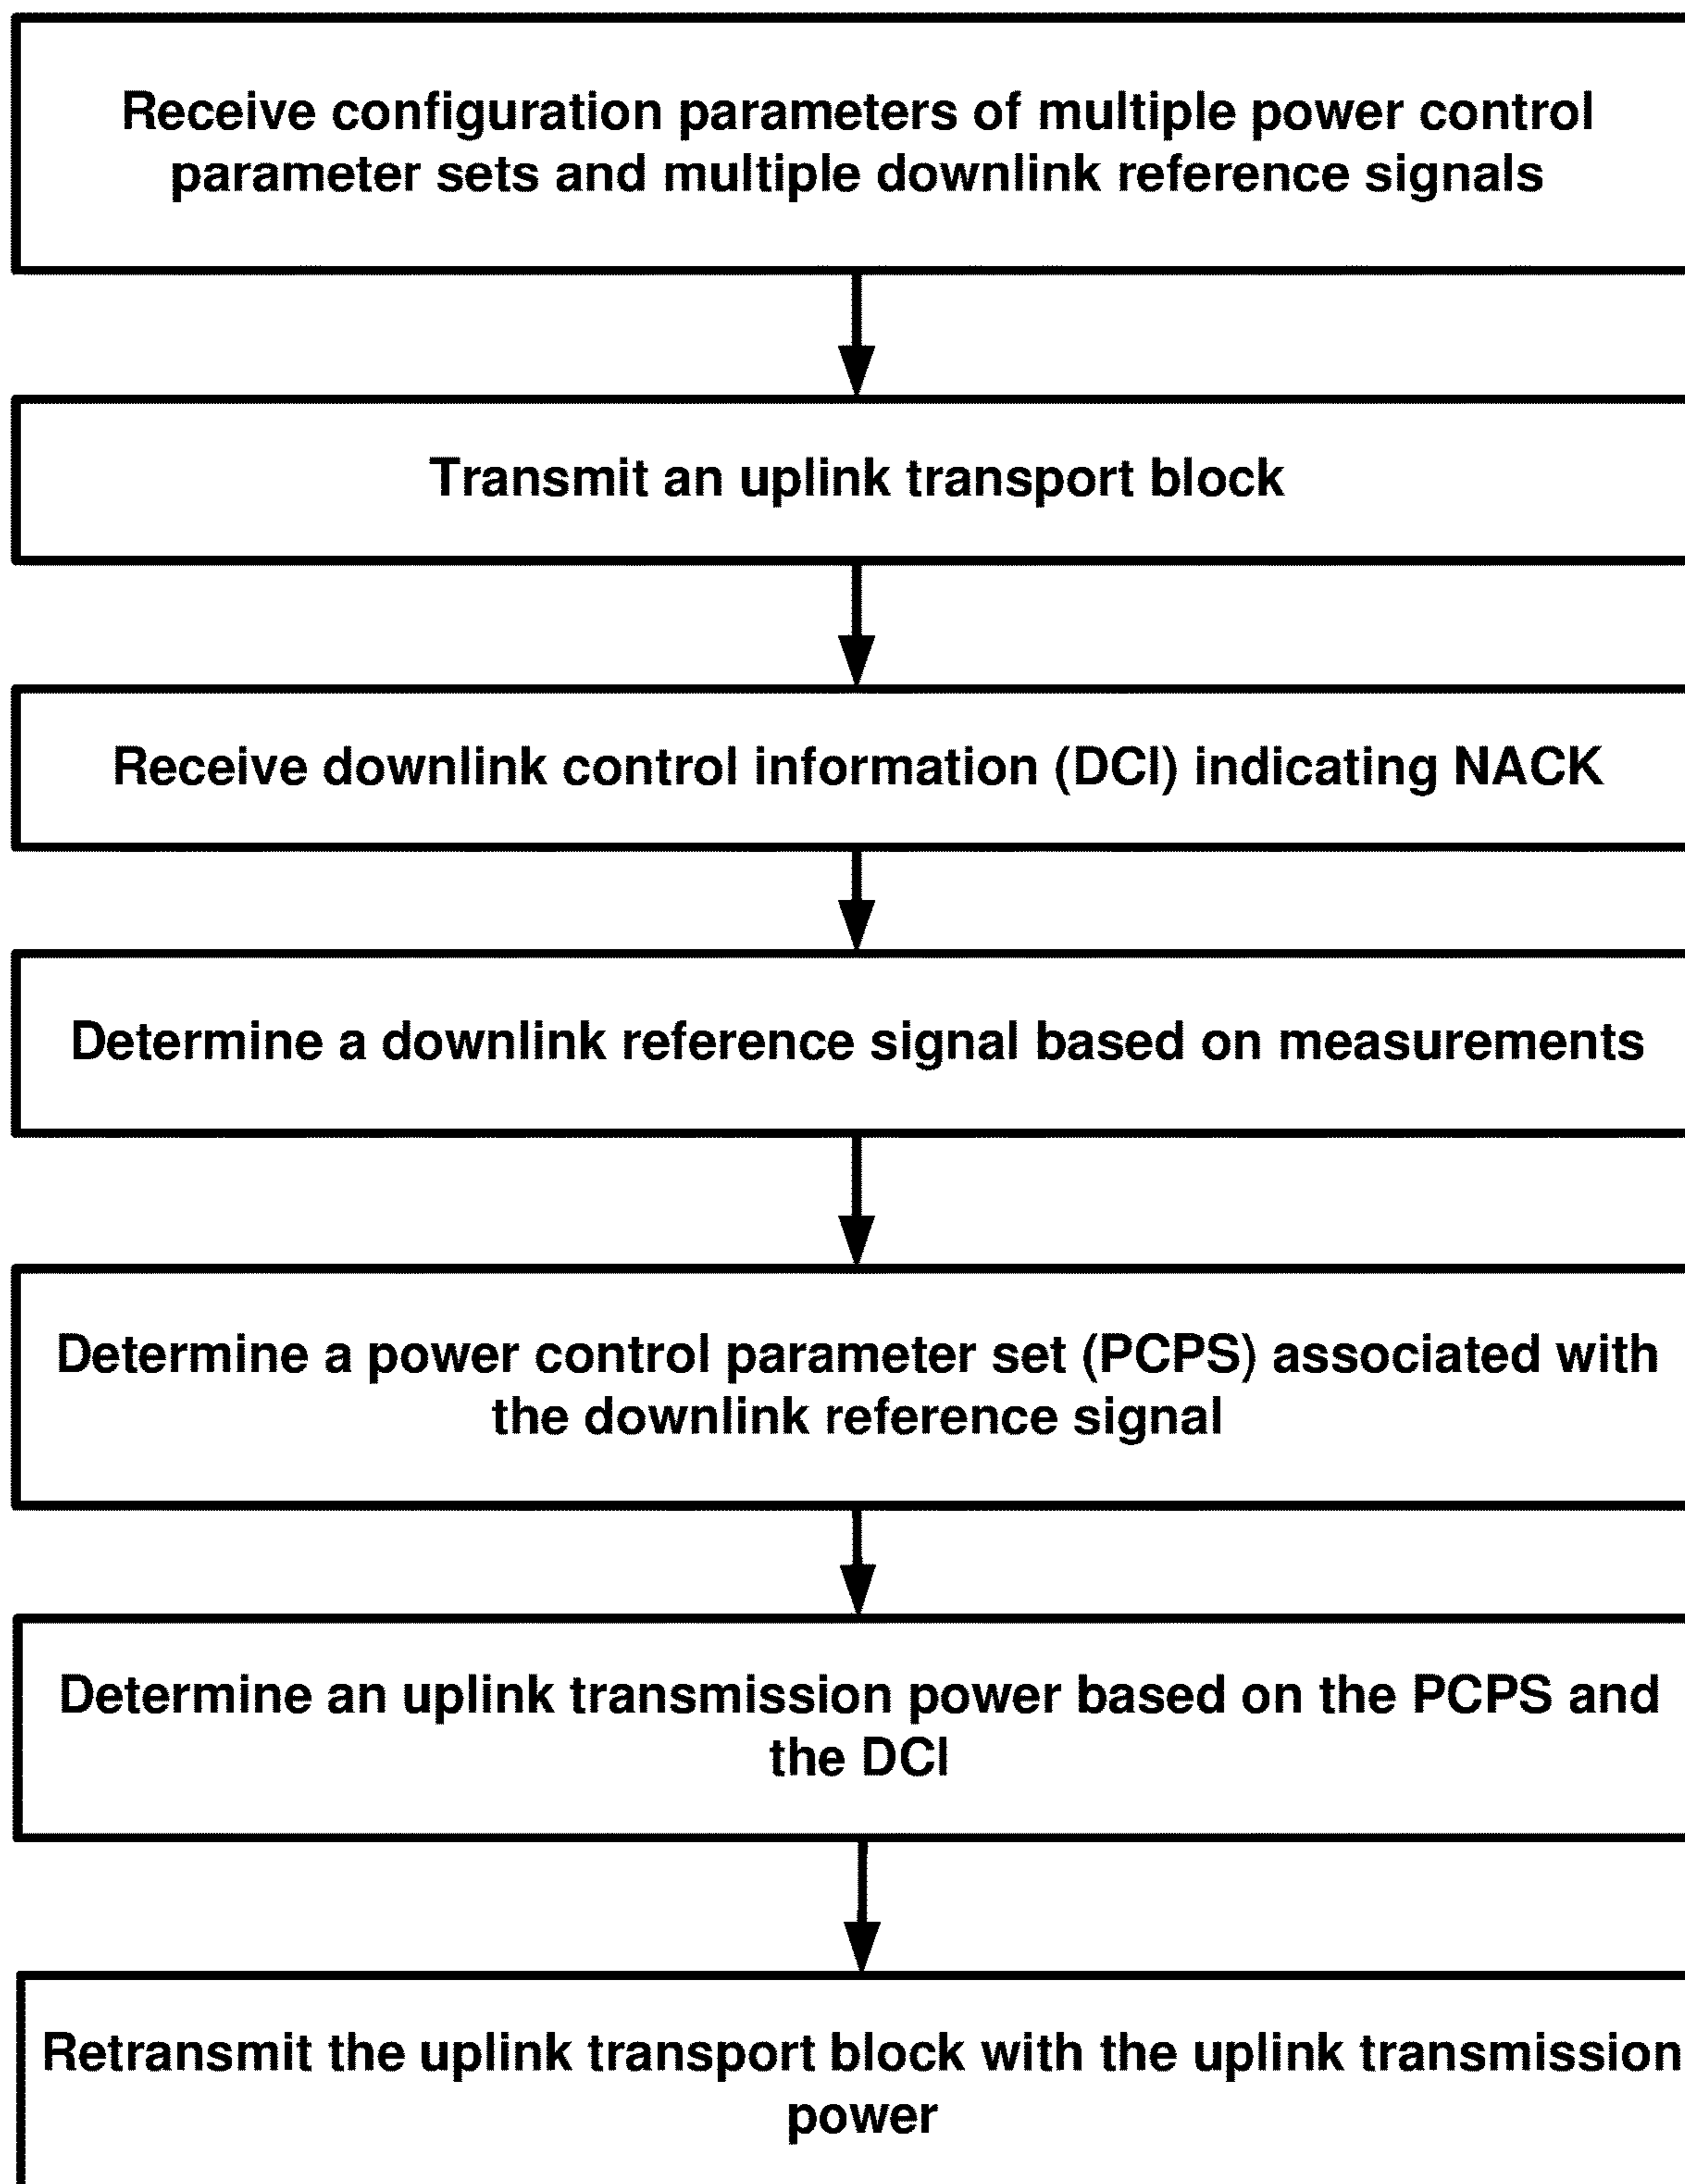 Receive configuration parameters of multiple power control
parameter sets and multiple downlink reference signals
Transmit an uplink transport block
Receive downlink control information (DCI) indicating NACK
Determine a downlink reference signal based on measurements
Determine a power control parameter set (PCPS) associated with
the downlink reference signal
Determine an uplink transmission power based on the PCPS and
the DCI
Retransmit the uplink transport block with the uplink transmission
power